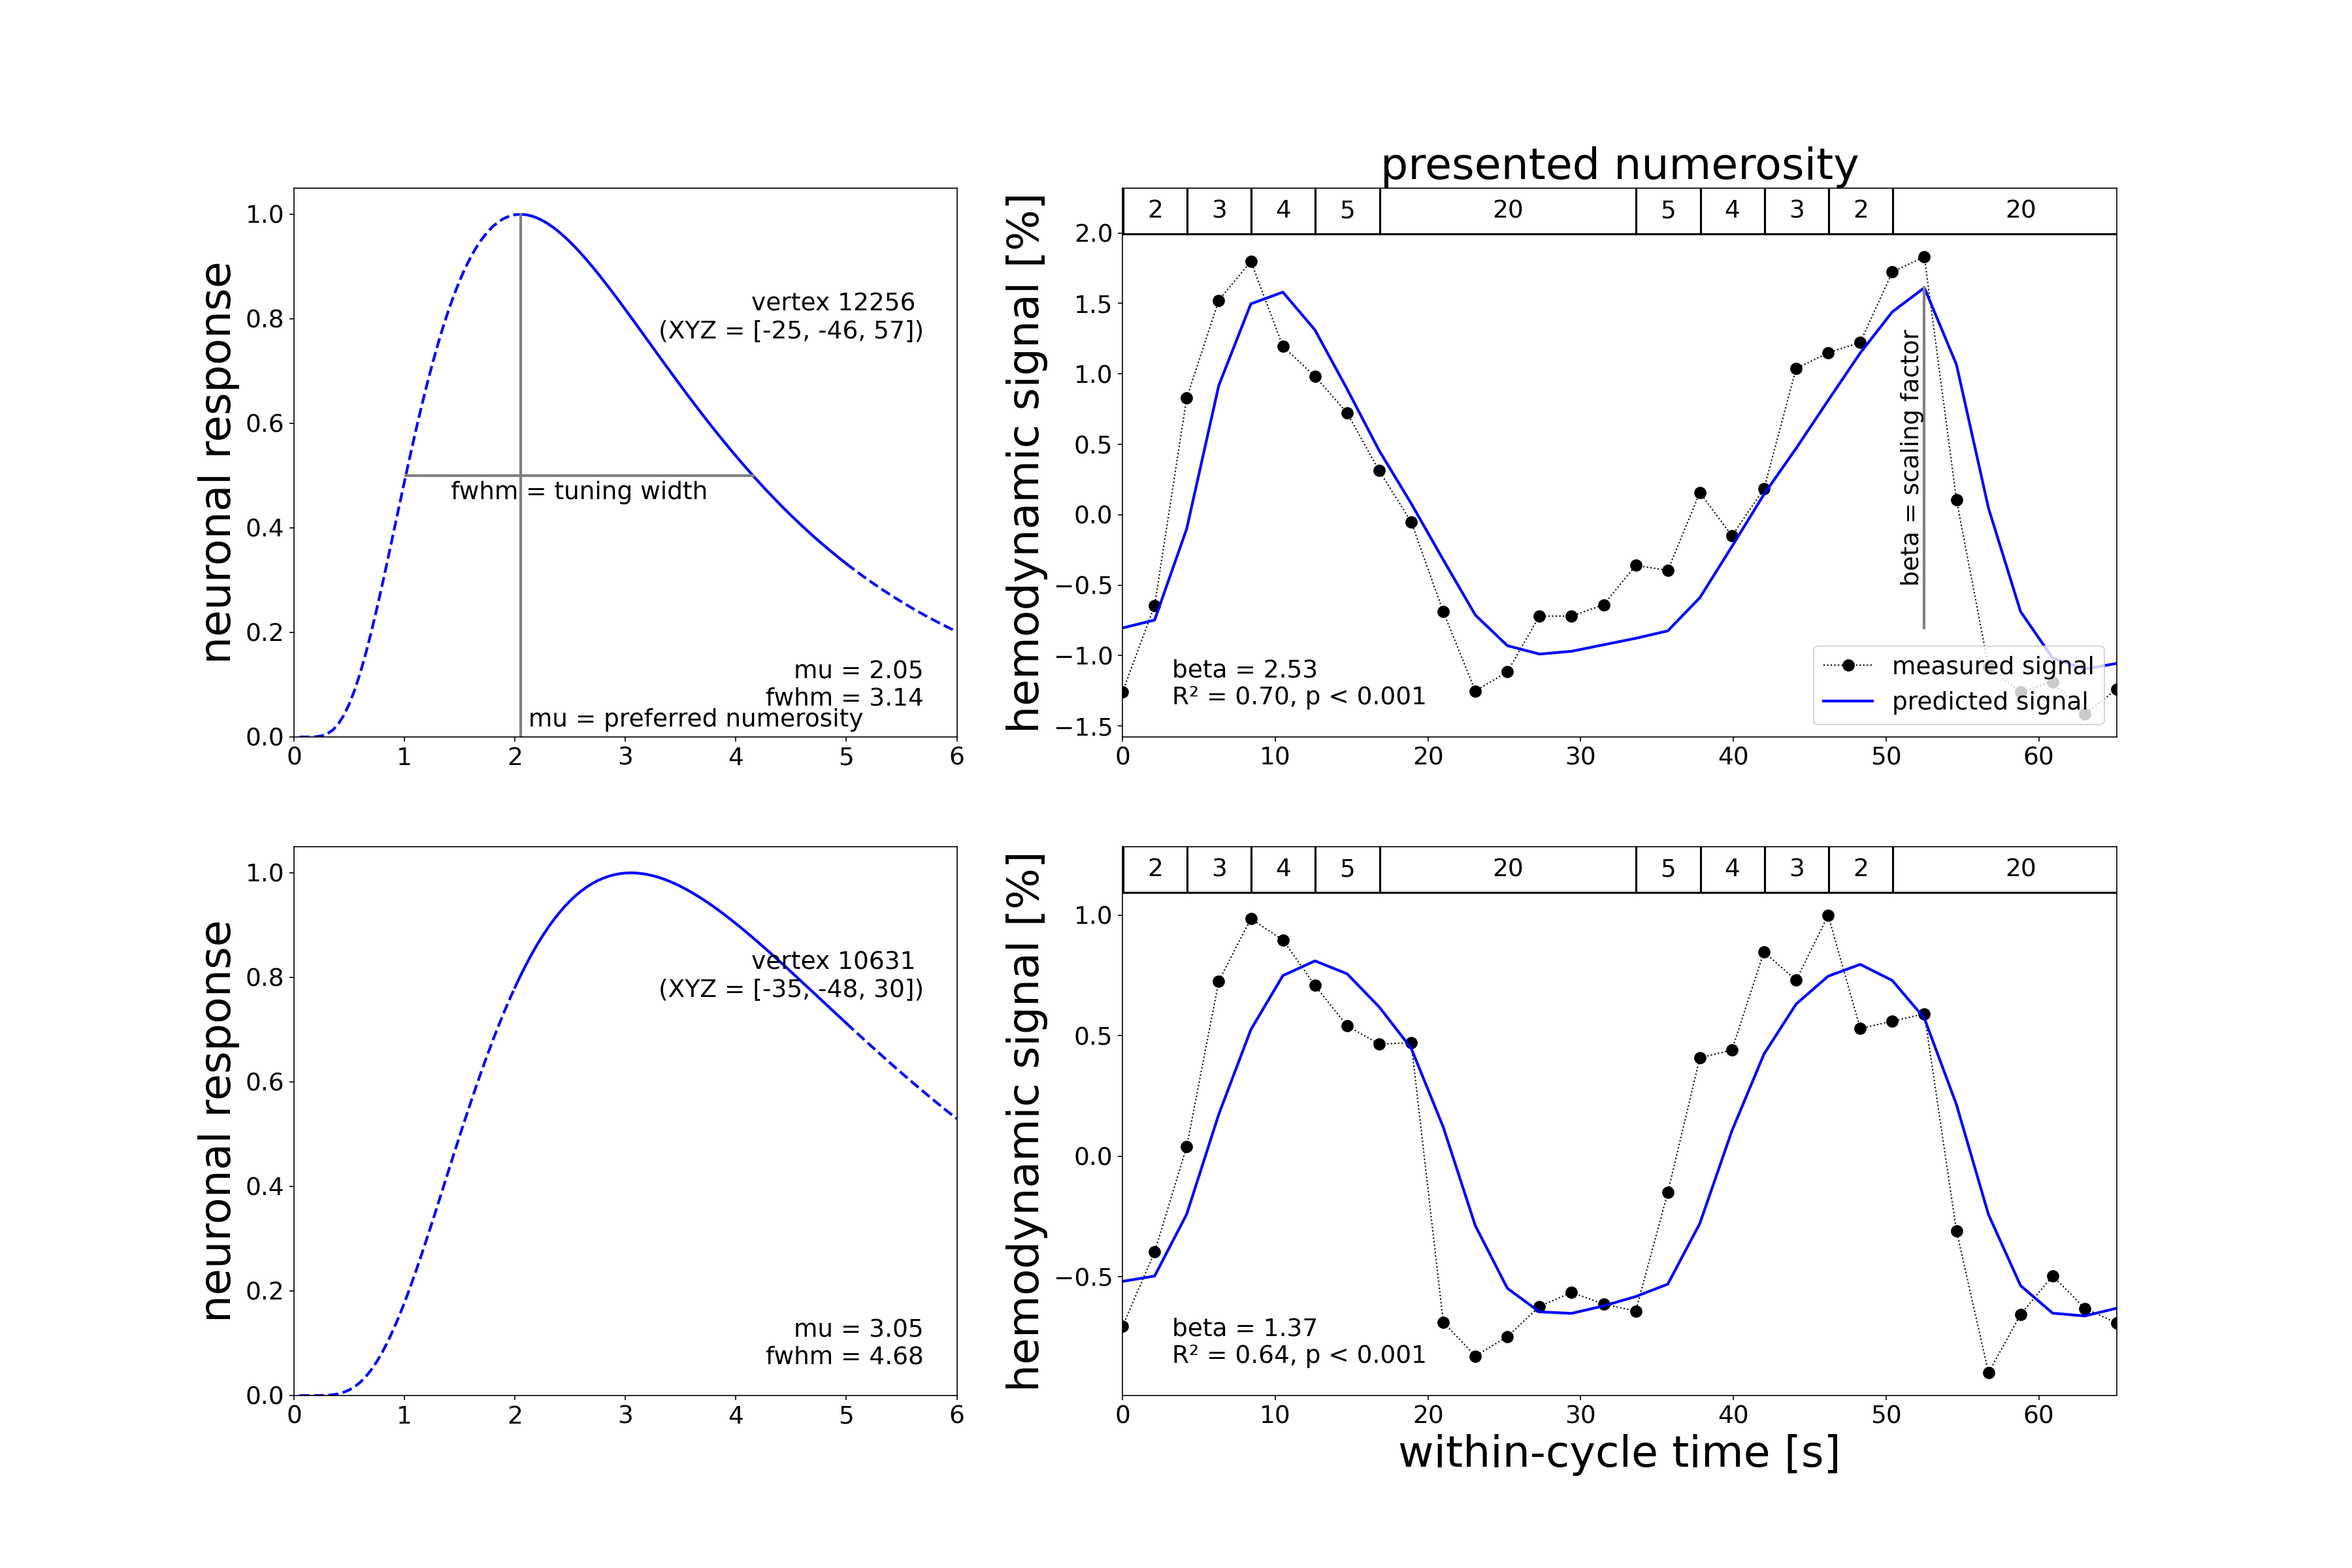 presented numerosity
neuronal response
1.0
0.8
0.6
0.4
0.2
0.0
0 1 2 3 4 5 6
vertex 12256
(XYZ = [-25, -46, 57])
fwhm = tuning width
mu = 2.05
fwhm = 3.14
mu = preferred numerosity
hemodynamic signal [%]
2 3 4 5 20 5 4 3 2 20
2.0
1.5
1.0
0.5
0.0
−0.5
−1.0
−1.5
0 10 20 30 40 50 60
beta = scaling factor
beta = 2.53
R² = 0.70, p < 0.001
measured signal
predicted signal
neuronal response
1.0
0.8
0.6
0.4
0.2
0.0
0 1 2 3 4 5 6
vertex 10631
(XYZ = [-35, -48, 30])
mu = 3.05
fwhm = 4.68
hemodynamic signal [%]
2 3 4 5 20 5 4 3 2 20
1.0
0.5
0.0
−0.5
0 10 20 30 40 50 60
beta = 1.37
R² = 0.64, p < 0.001
within-cycle time [s]